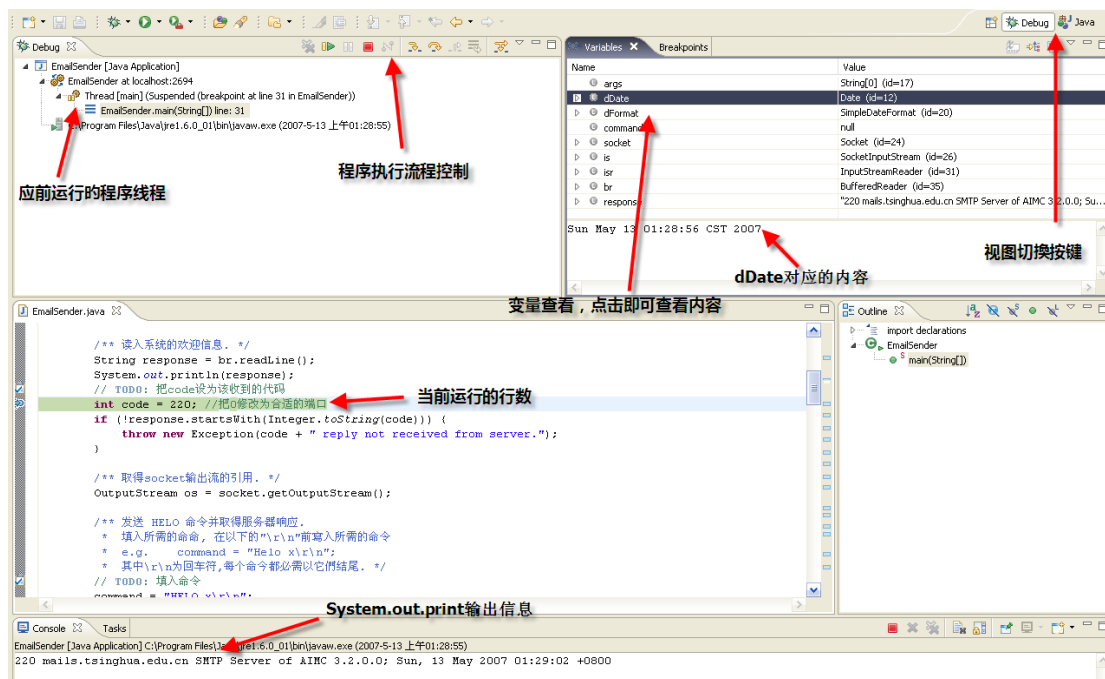 Debug Java
Debug
EmailSender [Java Application]
EmailSender at localhost:2694
Thread [main] (Suspended (breakpoint at line 31 in EmailSender))
EmailSender.main(String[]) line: 31
Program Files\Java\jre1.6.0_01\bin\javaw.exe (2007-5-13 上午01:28:55)
应前运行旳程序线程
程序执行流程控制
Variables Breakpoints
Name Value
args String[0] (id=17)
dDate Date (id=12)
dFormat SimpleDateFormat (id=20)
command null
socket Socket (id=24)
is SocketInputStream (id=26)
isr InputStreamReader (id=31)
br BufferedReader (id=35)
response "220 mails.tsinghua.edu.cn SMTP Server of AIMC 3.2.0.0; Su...
Sun May 13 01:28:56 CST 2007
视图切换按键
dDate对应的内容
变量查看，点击即可查看内容
EmailSender.java
/** 读入系统的欢迎信息. */
String response = br.readLine();
System.out.println(response);
// TODO: 把code设为该收到的代码
int code = 220; //把0修改为合适的端口
当前运行的行数
if (!response.startsWith(Integer.toString(code))) {
throw new Exception(code + " reply not received from server.");
}
/** 取得socket输出流的引用. */
OutputStream os = socket.getOutputStream();
/** 发送 HELO 命令并取得服务器响应.
* 填入所需的命命, 在以下的"\r\n"前寫入所需的命令
* e.g. command = "Helo x\r\n";
* 其中\r\n为回车符,每个命令都必需以它們结尾. */
// TODO: 填入命令
command = "HELO x\r\n";
Outline
import declarations
EmailSender
main(String[])
System.out.print输出信息
Console Tasks
EmailSender [Java Application] C:\Program Files\Java\jre1.6.0_01\bin\javaw.exe (2007-5-13 上午01:28:55)
220 mails.tsinghua.edu.cn SMTP Server of AIMC 3.2.0.0; Sun, 13 May 2007 01:29:02 +0800